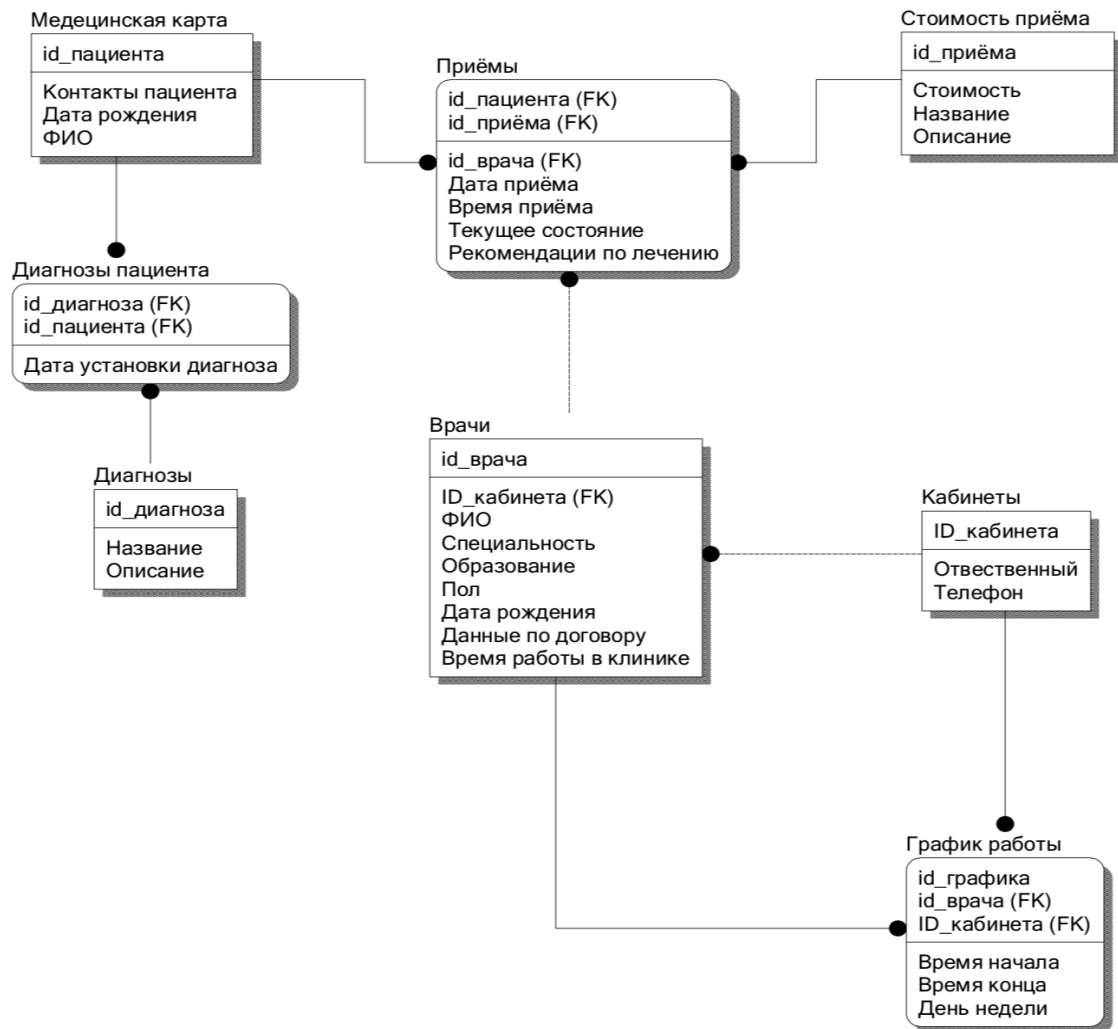 Медецинская карта
id_пациента
Контакты пациента
Дата рождения
ФИО
Приёмы
id_пациента (FK)
id_приёма (FK)
id_врача (FK)
Дата приёма
Время приёма
Текущее состояние
Рекомендации по лечению
Стоимость приёма
id_приёма
Стоимость
Название
Описание
Диагнозы пациента
id_диагноза (FK)
id_пациента (FK)
Дата установки диагноза
Диагнозы
id_диагноза
Название
Описание
Врачи
id_врача
ID_кабинета (FK)
ФИО
Специальность
Образование
Пол
Дата рождения
Данные по договору
Время работы в клинике
Кабинеты
ID_кабинета
Отвественный
Телефон
График работы
id_графика
id_врача (FK)
ID_кабинета (FK)
Время начала
Время конца
День недели